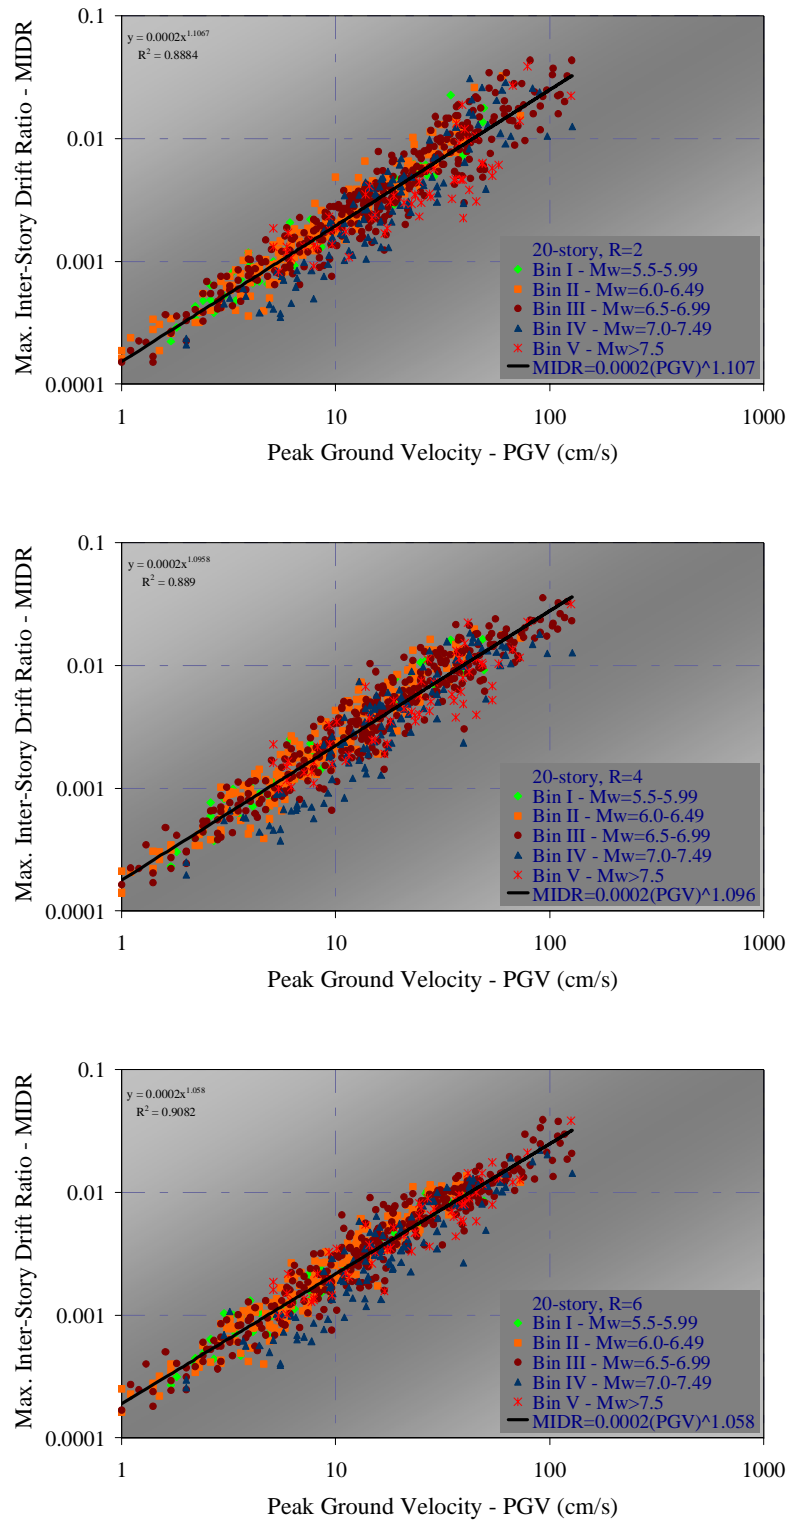 0.1
y = 0.0002x^1.1067
R² = 0.8884
0.01
0.001
0.0001
Max. Inter-Story Drift Ratio - MIDR
20-story, R=2
Bin I - Mw=5.5-5.99
Bin II - Mw=6.0-6.49
Bin III - Mw=6.5-6.99
Bin IV - Mw=7.0-7.49
Bin V - Mw>7.5
MIDR=0.0002(PGV)^1.107
1 10 100 1000
Peak Ground Velocity - PGV (cm/s)
0.1
y = 0.0002x^1.0958
R² = 0.889
0.01
0.001
0.0001
Max. Inter-Story Drift Ratio - MIDR
20-story, R=4
Bin I - Mw=5.5-5.99
Bin II - Mw=6.0-6.49
Bin III - Mw=6.5-6.99
Bin IV - Mw=7.0-7.49
Bin V - Mw>7.5
MIDR=0.0002(PGV)^1.096
1 10 100 1000
Peak Ground Velocity - PGV (cm/s)
0.1
y = 0.0002x^1.058
R² = 0.9082
0.01
0.001
0.0001
Max. Inter-Story Drift Ratio - MIDR
20-story, R=6
Bin I - Mw=5.5-5.99
Bin II - Mw=6.0-6.49
Bin III - Mw=6.5-6.99
Bin IV - Mw=7.0-7.49
Bin V - Mw>7.5
MIDR=0.0002(PGV)^1.058
1 10 100 1000
Peak Ground Velocity - PGV (cm/s)